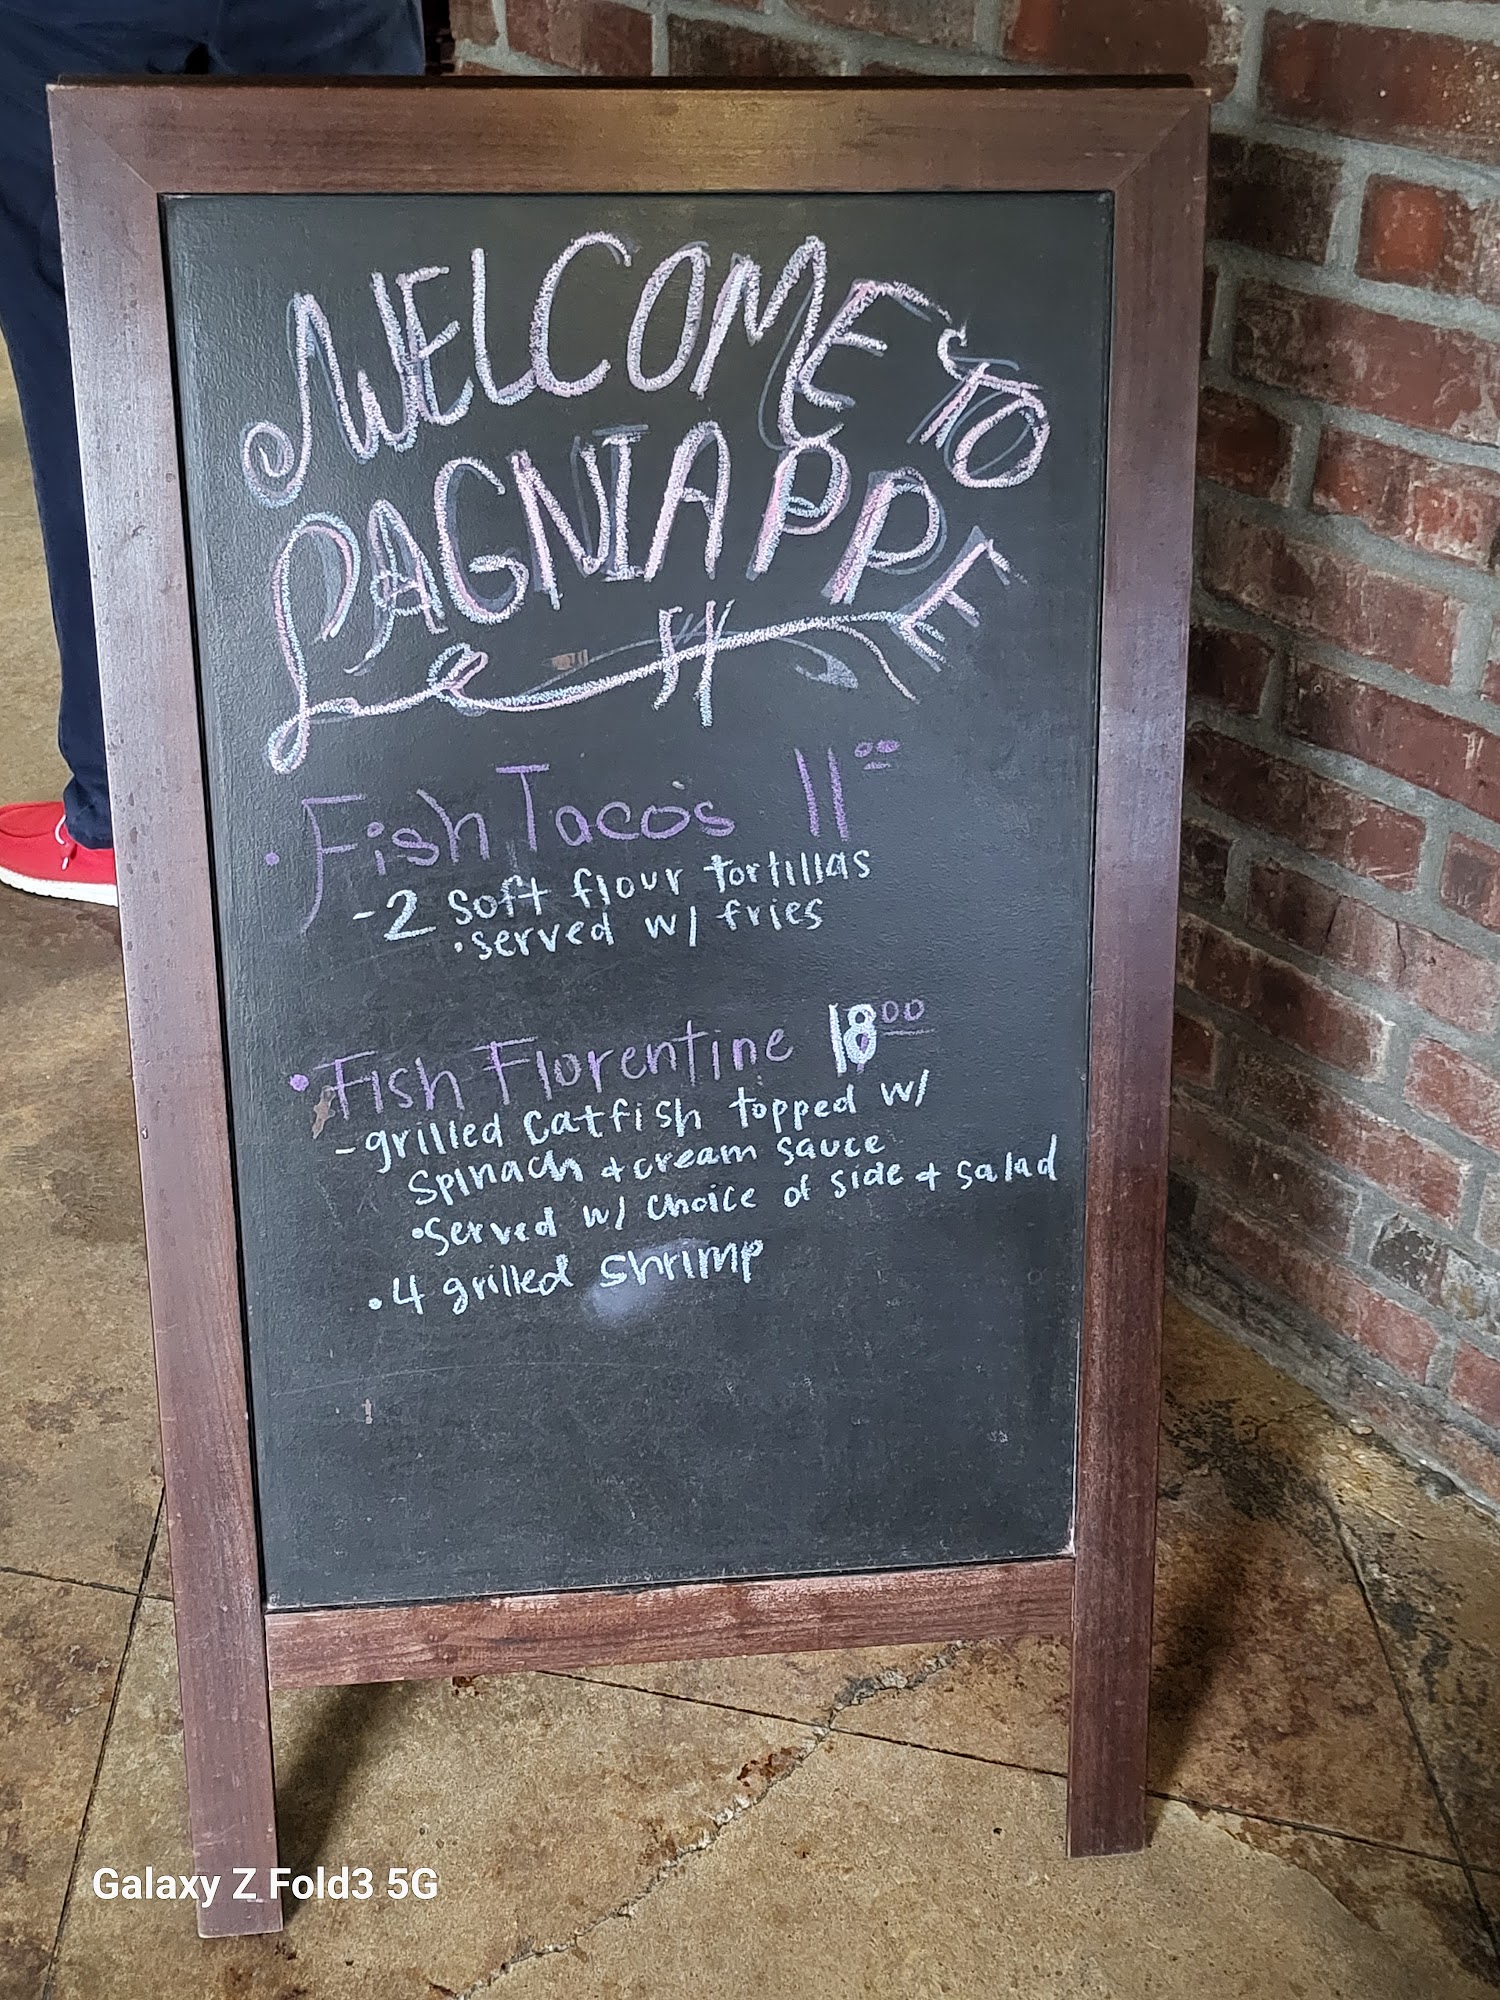 WELCOME TO
LAGNIAPPE
• Fish Taco's 11 00
- 2 soft flour tortillas
• served w/ fries
• Fish Florentine 18 00
- grilled catfish topped w/
spinach + cream sauce
• served w/ choice of side + salad
• 4 grilled shrimp
Galaxy Z Fold3 5G